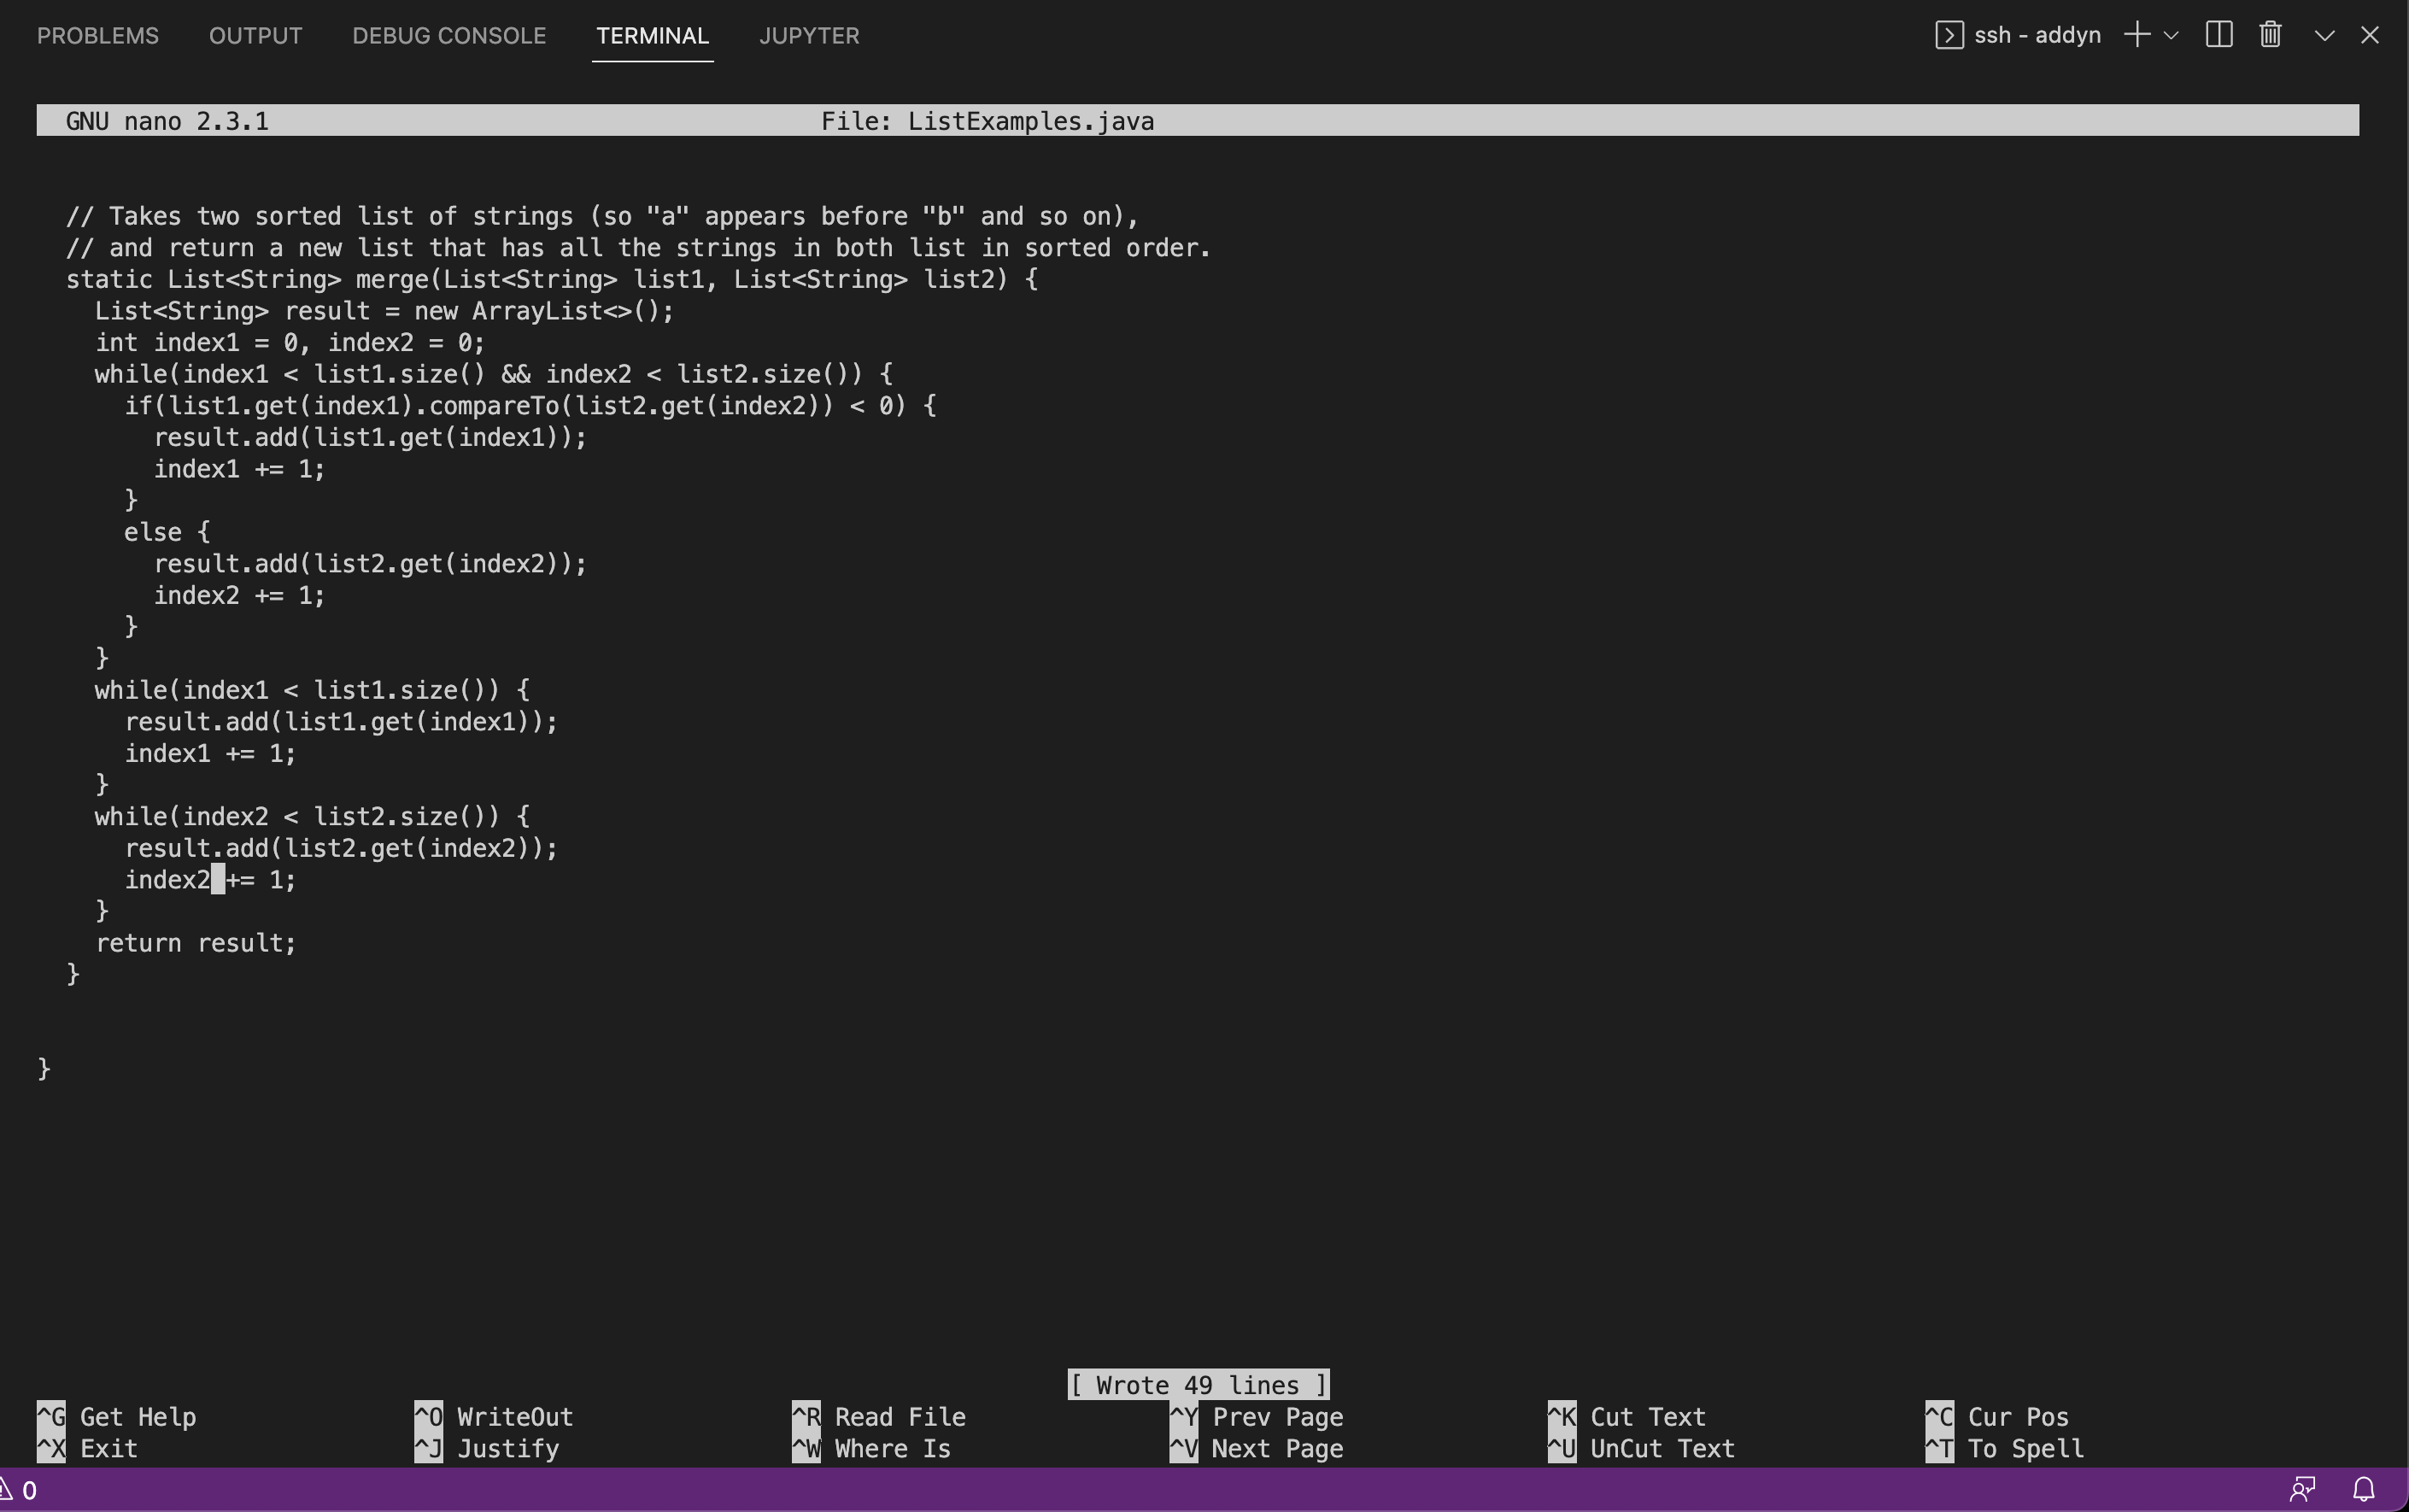 PROBLEMS OUTPUT DEBUG CONSOLE TERMINAL JUPYTER ssh - addyn
GNU nano 2.3.1 File: ListExamples.java
// Takes two sorted list of strings (so "a" appears before "b" and so on),
// and return a new list that has all the strings in both list in sorted order.
static List<String> merge(List<String> list1, List<String> list2) {
List<String> result = new ArrayList<>();
int index1 = 0, index2 = 0;
while(index1 < list1.size() && index2 < list2.size()) {
if(list1.get(index1).compareTo(list2.get(index2)) < 0) {
result.add(list1.get(index1));
index1 += 1;
}
else {
result.add(list2.get(index2));
index2 += 1;
}
}
while(index1 < list1.size()) {
result.add(list1.get(index1));
index1 += 1;
}
while(index2 < list2.size()) {
result.add(list2.get(index2));
index2 += 1;
}
return result;
}
}
[ Wrote 49 lines ]
^G Get Help ^O WriteOut ^R Read File ^Y Prev Page ^K Cut Text ^C Cur Pos
^X Exit ^J Justify ^W Where Is ^V Next Page ^U UnCut Text ^T To Spell
0